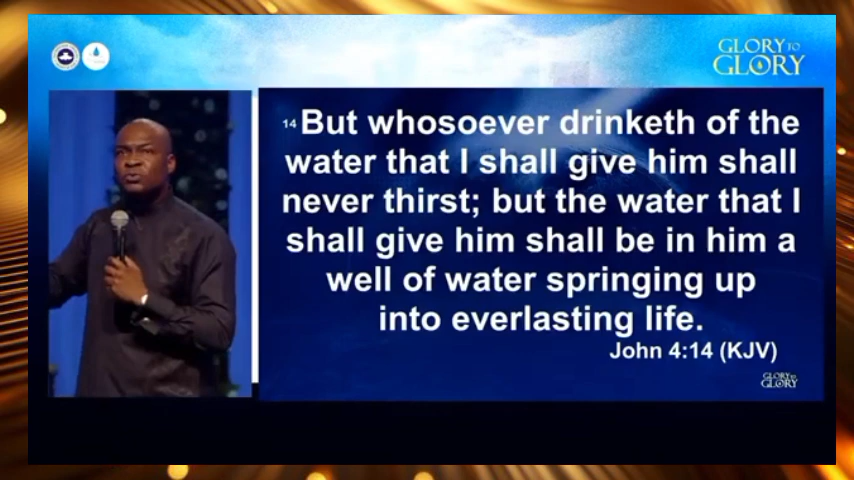 GLORY TO
GLORY
14 But whosoever drinketh of the
water that I shall give him shall
never thirst; but the water that I
shall give him shall be in him a
well of water springing up
into everlasting life.
John 4:14 (KJV)
GLORY TO
GLORY